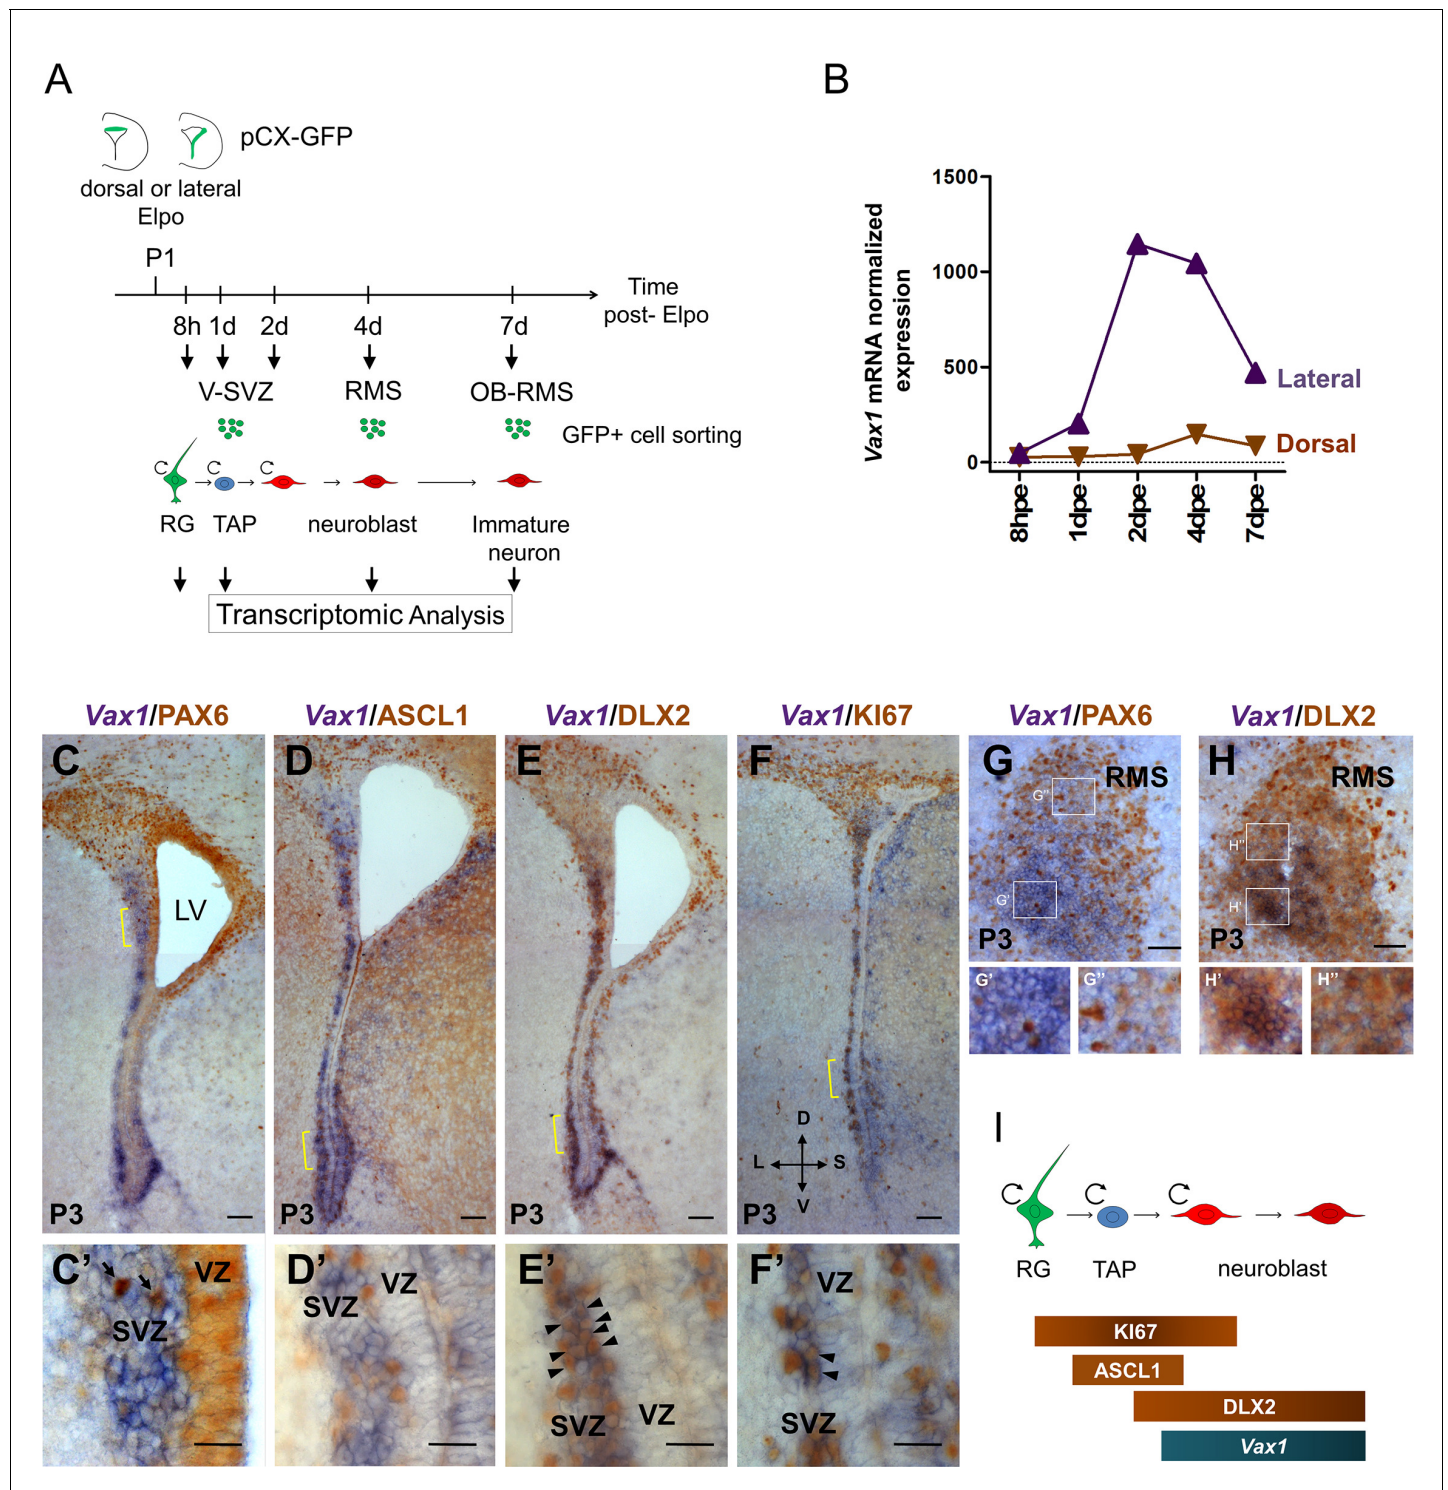 A
pCX-GFP
dorsal or lateral
Elpo
P1
8h 1d 2d 4d 7d
Time
post- Elpo
V-SVZ RMS OB-RMS
GFP+ cell sorting
RG TAP neuroblast Immature
neuron
Transcriptomic Analysis
B
Vax1 mRNA normalized
expression
1500
1000
500
0
Lateral
Dorsal
8hpe 1dpe 2dpe 4dpe 7dpe
Vax1/PAX6
C
LV
P3
Vax1/ASCL1
D
P3
Vax1/DLX2
E
P3
Vax1/KI67
F
D
L S
V
P3
Vax1/PAX6
G
RMS
G''
G'
P3
Vax1/DLX2
H
RMS
H''
H'
P3
G' G'' H' H''
C' VZ
SVZ
D' VZ
SVZ
E'
SVZ VZ
F' VZ
SVZ
I
RG TAP neuroblast
KI67
ASCL1
DLX2
Vax1